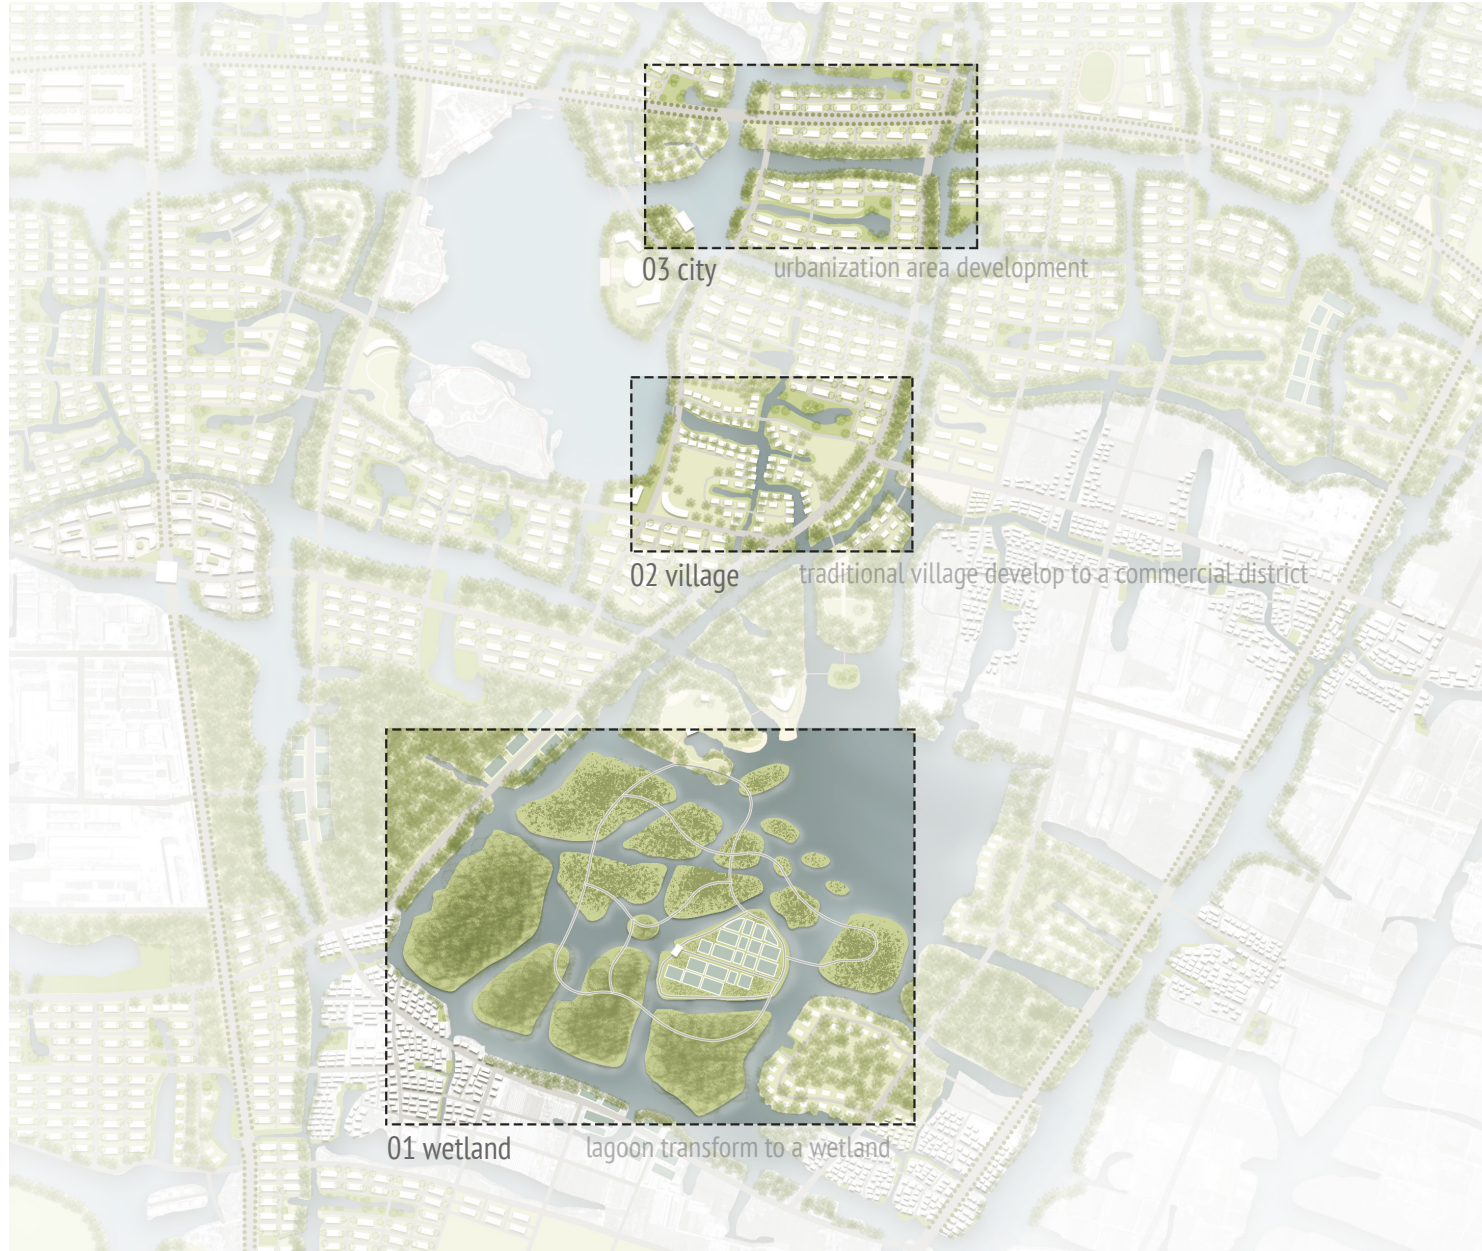 03 city urbanization area development
02 village traditional village develop to a commercial district
01 wetland lagoon transform to a wetland